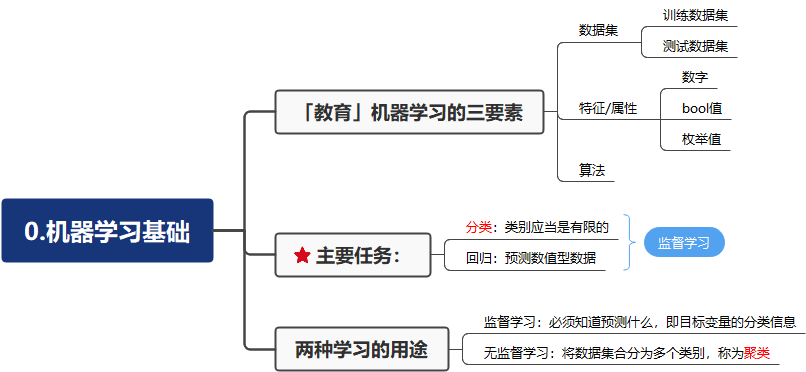 0.机器学习基础
「教育」机器学习的三要素
数据集
训练数据集
测试数据集
特征/属性
数字
bool值
枚举值
算法
主要任务：
分类：类别应当是有限的
回归：预测数值型数据
监督学习
两种学习的用途
监督学习：必须知道预测什么，即目标变量的分类信息
无监督学习：将数据集合分为多个类别，称为聚类